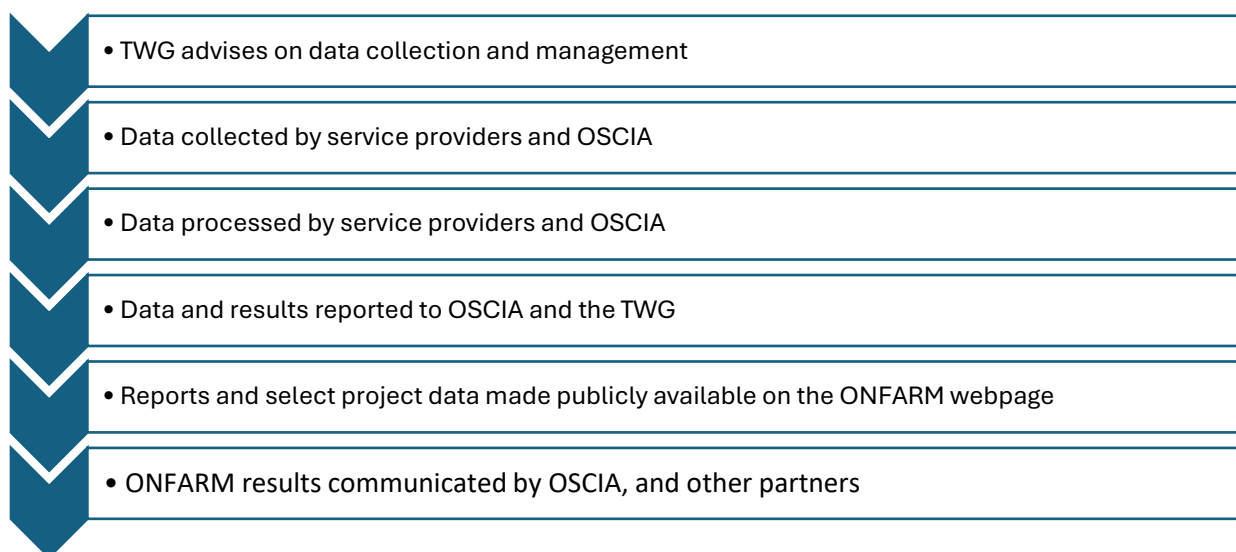 • TWG advises on data collection and management
• Data collected by service providers and OSCIA
• Data processed by service providers and OSCIA
• Data and results reported to OSCIA and the TWG
• Reports and select project data made publicly available on the ONFARM webpage
• ONFARM results communicated by OSCIA, and other partners